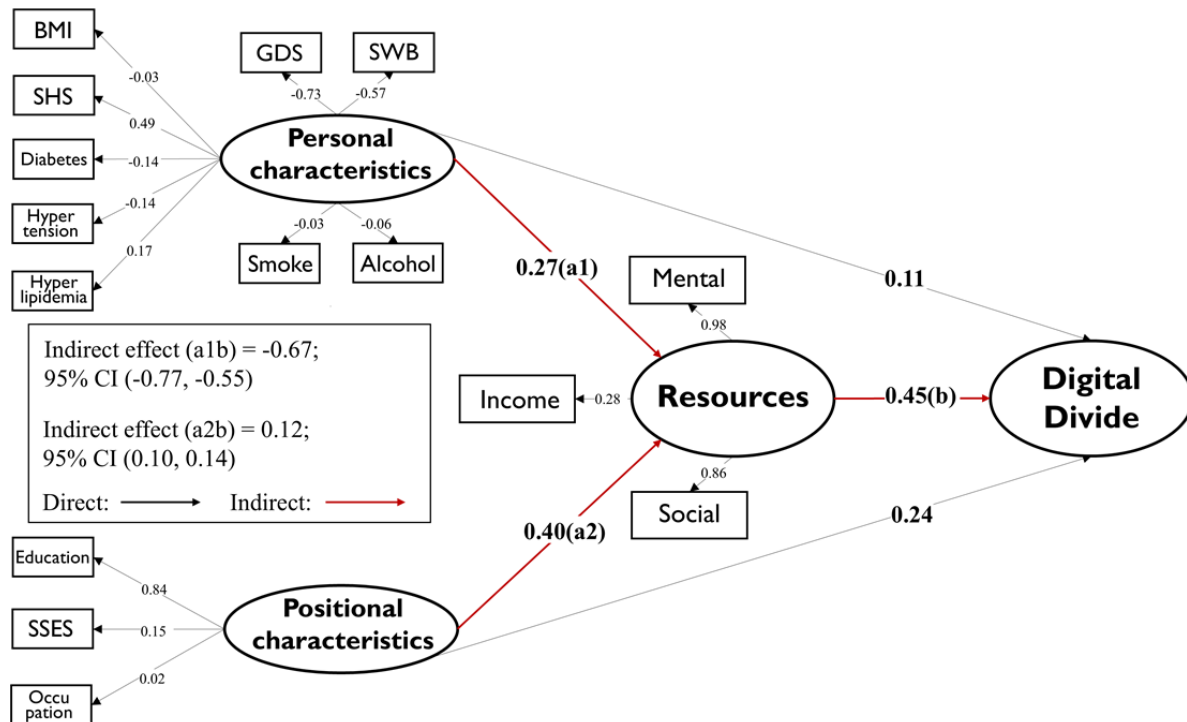 BMI
-0.03
SHS
0.49
Diabetes
-0.14
Hyper
tension
-0.14
Hyper
lipidemia
0.17
GDS
-0.73
SWB
-0.57
Personal
characteristics
-0.03
-0.06
Smoke
Alcohol
0.27(a1)
0.11
Mental
0.98
Income
0.28
Resources
0.45(b)
Digital
Divide
0.86
Social
0.40(a2)
0.24
Indirect effect (a1b) = -0.67;
95% CI (-0.77, -0.55)
Indirect effect (a2b) = 0.12;
95% CI (0.10, 0.14)
Direct:
Indirect:
Education
0.84
SSES
0.15
Occu
pation
0.02
Positional
characteristics